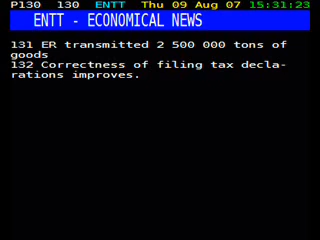 P130 130 ENTT Thu 09 Aug 07 15:31:23
ENTT - ECONOMICAL NEWS
131 ER transmitted 2 500 000 tons of
goods
132 Correctness of filing tax decla-
rations improves.